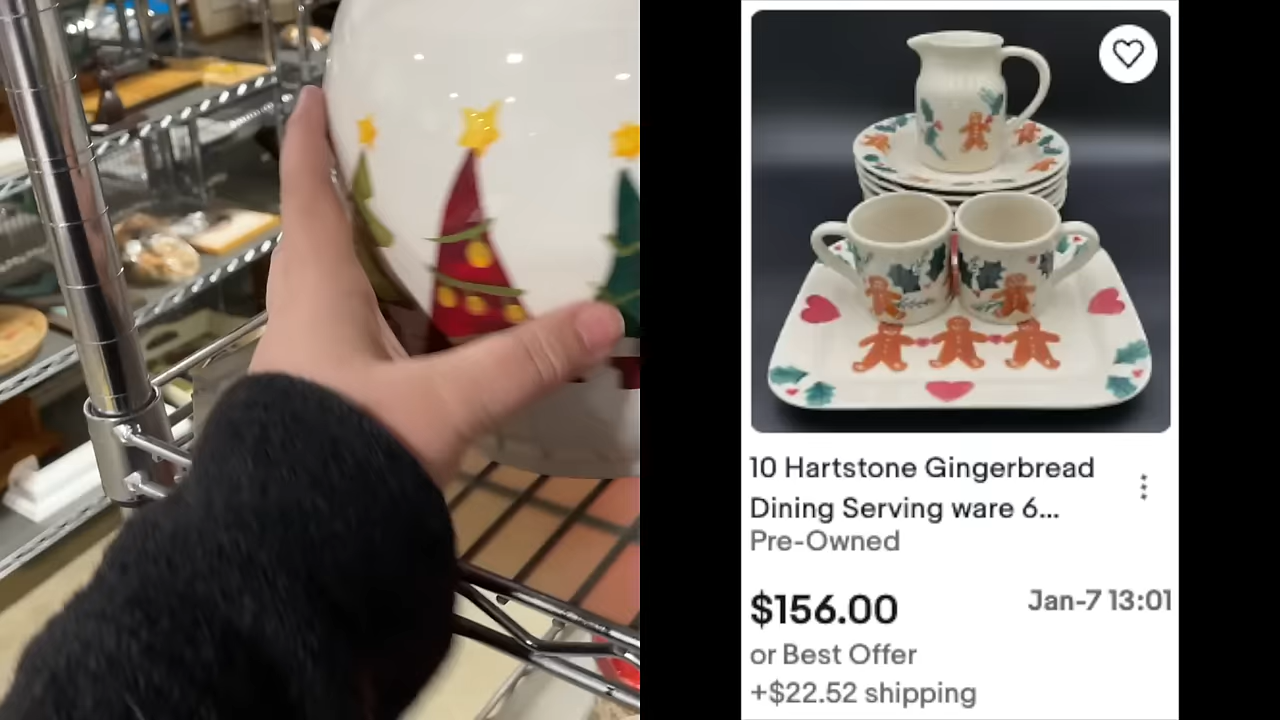 10 Hartstone Gingerbread
Dining Serving ware 6...
Pre-Owned
$156.00
Jan-7 13:01
or Best Offer
+$22.52 shipping